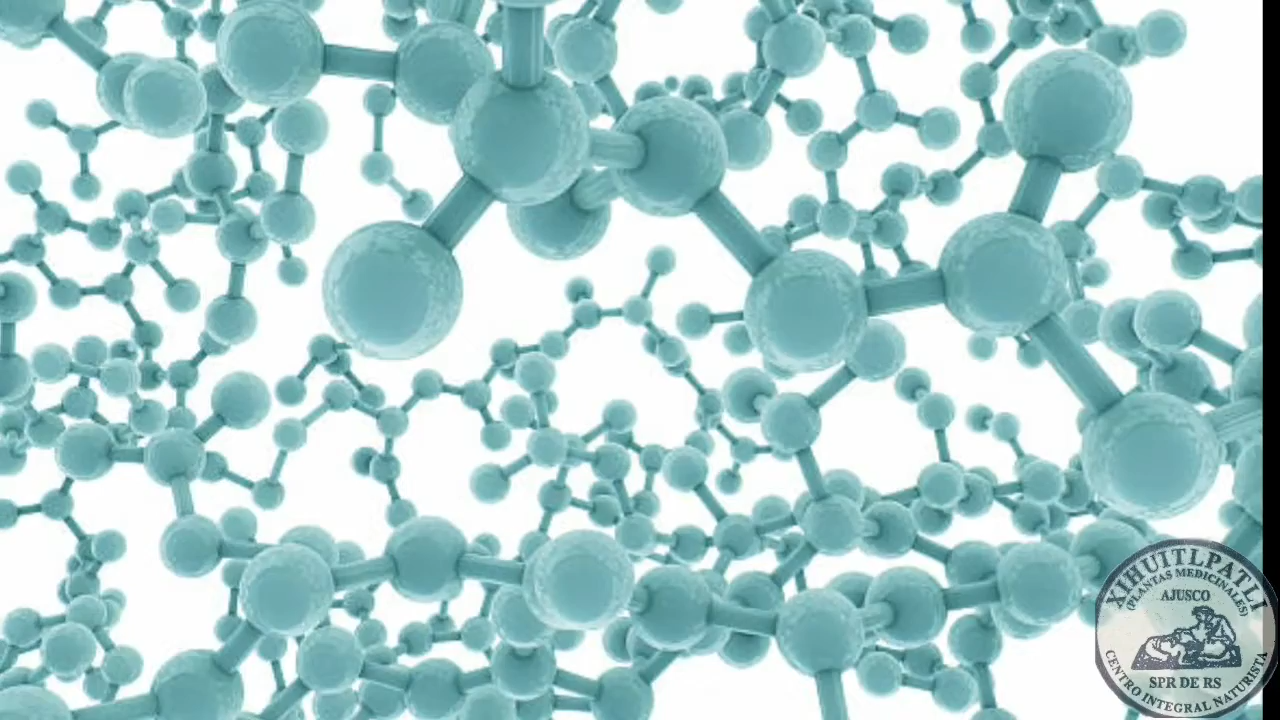 XIHUITLPATLI
(PLANTAS MEDICINALES)
AJUSCO
SPR DE RS
CENTRO INTEGRAL NATURISTA